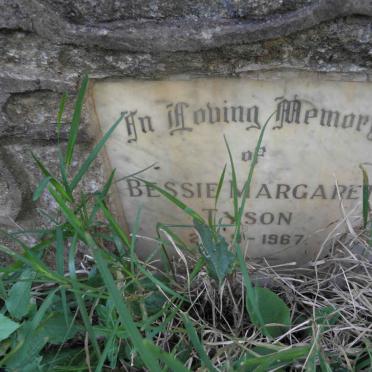 In Loving Memory
of
BESSIE MARGARET
TYSON
1967